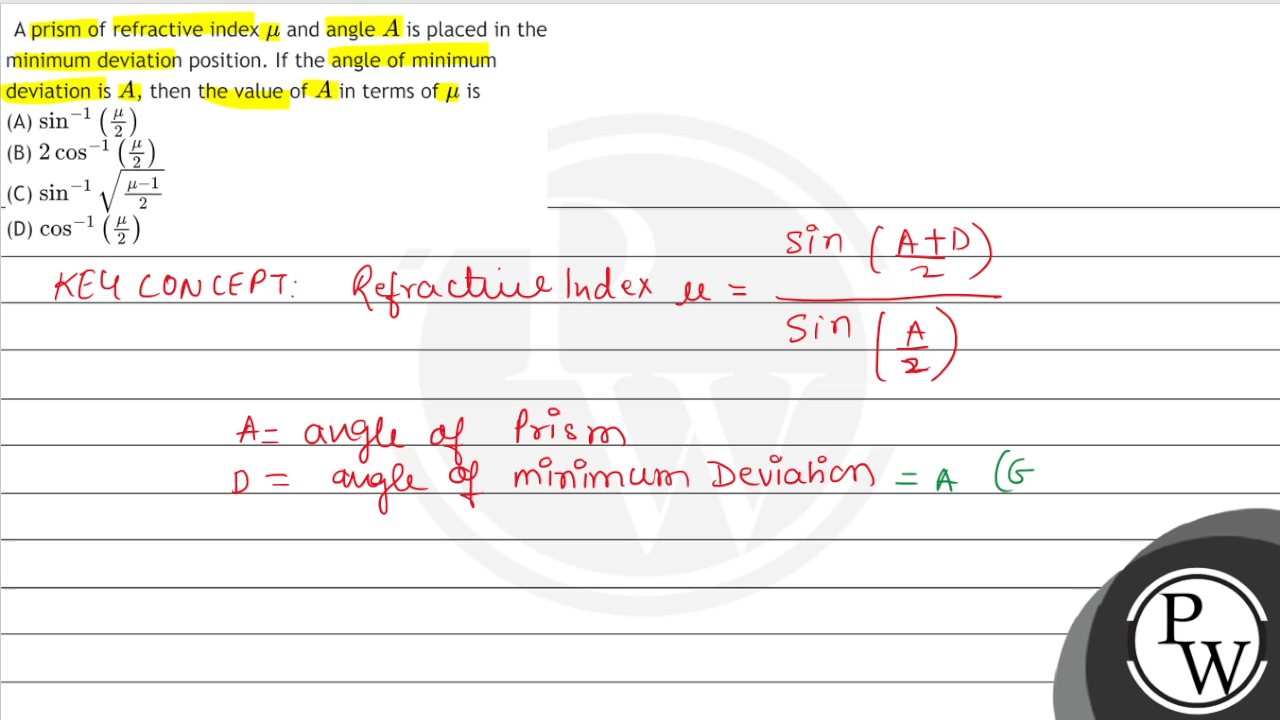 A prism of refractive index μ and angle A is placed in the
minimum deviation position. If the angle of minimum
deviation is A, then the value of A in terms of μ is
(A) sin⁻¹ (μ/2)
(B) 2 cos⁻¹ (μ/2)
(C) sin⁻¹ √((μ−1)/2)
(D) cos⁻¹ (μ/2)
KEY CONCEPT: Refractive Index μ = sin ((A+D)/2) / sin (A/2)
A = angle of Prism
D = angle of minimum Deviation = A (G
PW
PW